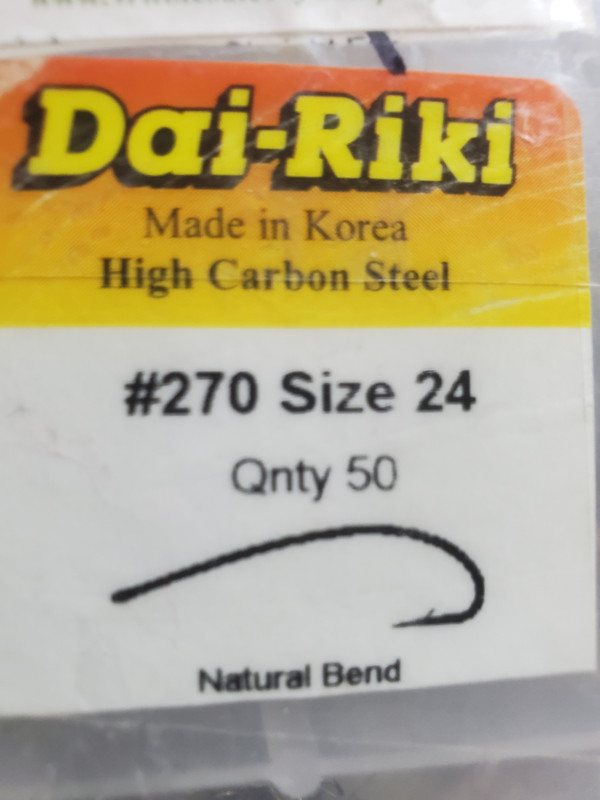 Dai-Riki
Made in Korea
High Carbon Steel
#270 Size 24
Qnty 50
Natural Bend